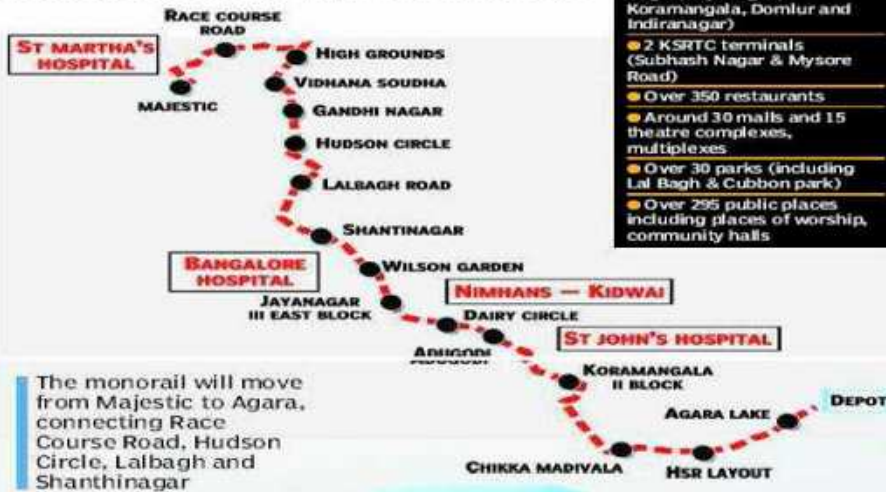 RACE COURSE
ROAD
ST MARTHA'S
HOSPITAL
MAJESTIC
HIGH GROUNDS
VIDHANA SOUDHA
GANDHI NAGAR
HUDSON CIRCLE
LALBAGH ROAD
SHANTINAGAR
WILSON GARDEN
BANGALORE
HOSPITAL
JAYANAGAR
III EAST BLOCK
NIMHANS — KIDWAI
DAIRY CIRCLE
ADUGODI
ST JOHN'S HOSPITAL
KORAMANGALA
II BLOCK
AGARA LAKE
DEPOT
CHIKKA MADIVALA
HSR LAYOUT
Koramangala, Domlur and
Indiranagar)
2 KSRTC terminals
(Subhash Nagar & Mysore
Road)
Over 350 restaurants
Around 30 malls and 15
theatre complexes,
multiplexes
Over 30 parks (including
Lal Bagh & Cubbon park)
Over 295 public places
including places of worship,
community halls
The monorail will move
from Majestic to Agara,
connecting Race
Course Road, Hudson
Circle, Lalbagh and
Shanthinagar